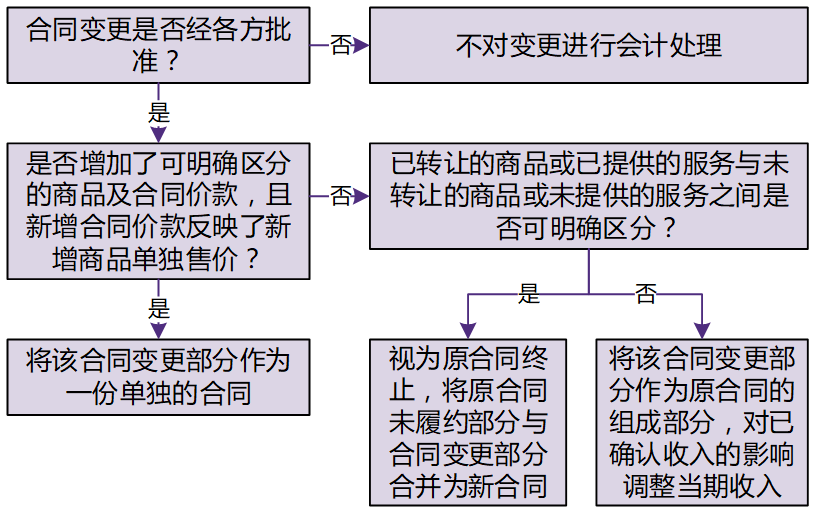 合同变更是否经各方批
准？
否
不对变更进行会计处理
是
是否增加了可明确区分
的商品及合同价款，且
新增合同价款反映了新
增商品单独售价？
否
已转让的商品或已提供的服务与未
转让的商品或未提供的服务之间是
否可明确区分？
是
将该合同变更部分作为
一份单独的合同
是
否
视为原合同终
止，将原合同
未履约部分与
合同变更部分
合并为新合同
将该合同变更部
分作为原合同的
组成部分，对已
确认收入的影响
调整当期收入